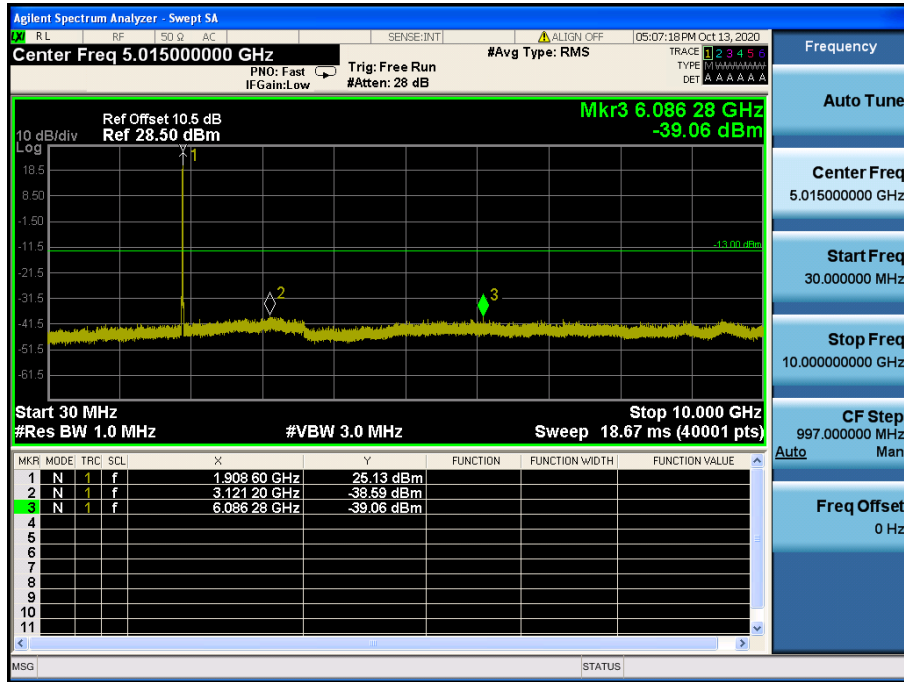 Agilent Spectrum Analyzer - Swept SA
LXI RL RF 50 Ω AC SENSE:INT ALIGN OFF 05:07:18 PM Oct 13, 2020
Center Freq 5.015000000 GHz #Avg Type: RMS TRACE 1 2 3 4 5 6
PNO: Fast Trig: Free Run TYPE M WWWWW
IFGain:Low #Atten: 28 dB DET A A A A A A
Mkr3 6.086 28 GHz
-39.06 dBm
Ref Offset 10.5 dB
10 dB/div Ref 28.50 dBm
Log
1
18.5
8.50
-1.50
-11.5
-13.00 dBm
-21.5
-31.5
2
3
-41.5
-51.5
-61.5
Start 30 MHz Stop 10.000 GHz
#Res BW 1.0 MHz #VBW 3.0 MHz Sweep 18.67 ms (40001 pts)
MKR MODE TRC SCL X Y FUNCTION FUNCTION WIDTH FUNCTION VALUE
1 N 1 f 1.908 60 GHz 25.13 dBm
2 N 1 f 3.121 20 GHz -38.59 dBm
3 N 1 f 6.086 28 GHz -39.06 dBm
4
5
6
7
8
9
10
11
MSG STATUS
Frequency
Auto Tune
Center Freq
5.015000000 GHz
Start Freq
30.000000 MHz
Stop Freq
10.000000000 GHz
CF Step
997.000000 MHz
Auto Man
Freq Offset
0 Hz